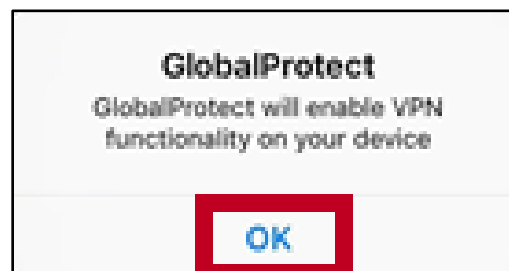 GlobalProtect
GlobalProtect will enable VPN
functionality on your device
OK